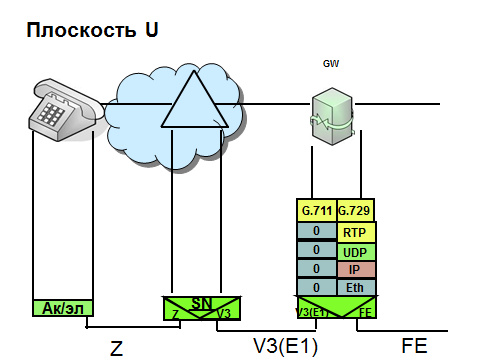 Плоскость U
GW
G.711 G.729
0 RTP
0 UDP
0 IP
0 Eth
Ак/эл
SN
Z V3
V3(E1) FE
Z V3(E1) FE